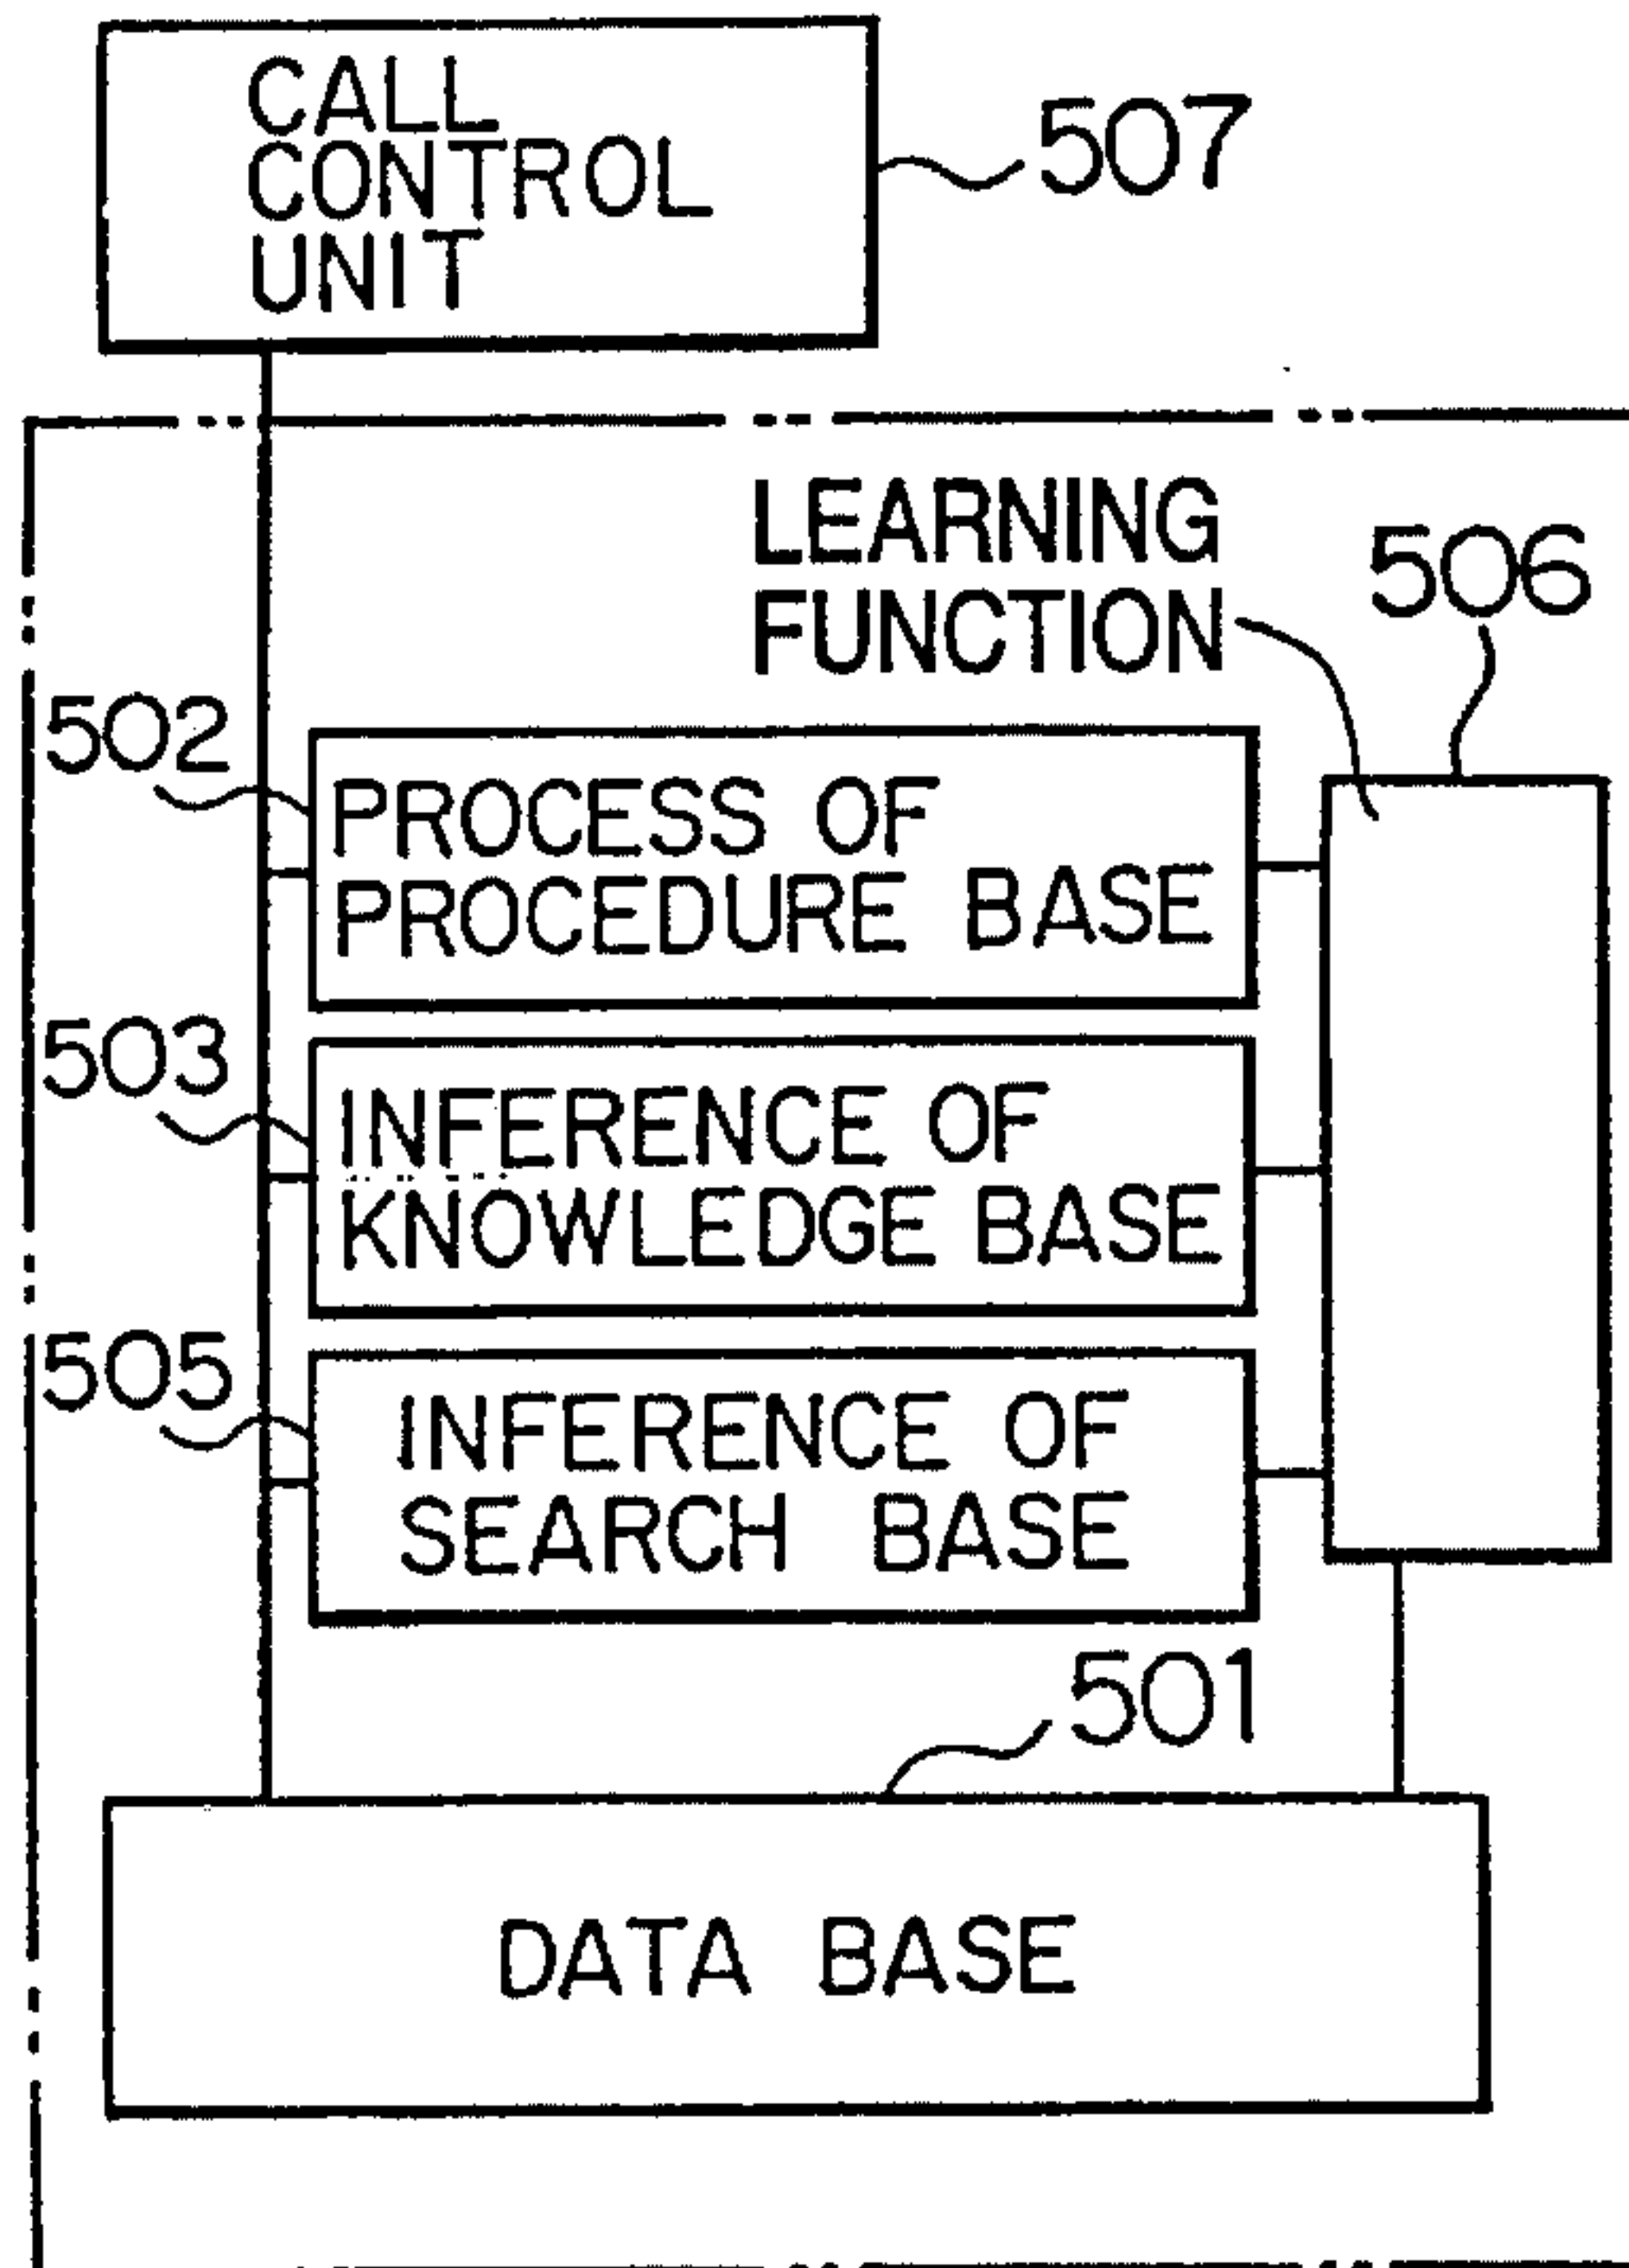 CALL
CONTROL
UNIT
507
LEARNING
FUNCTION
506
502
PROCESS OF
PROCEDURE BASE
503
INFERENCE OF
KNOWLEDGE BASE
505
INFERENCE OF
SEARCH BASE
501
DATA BASE